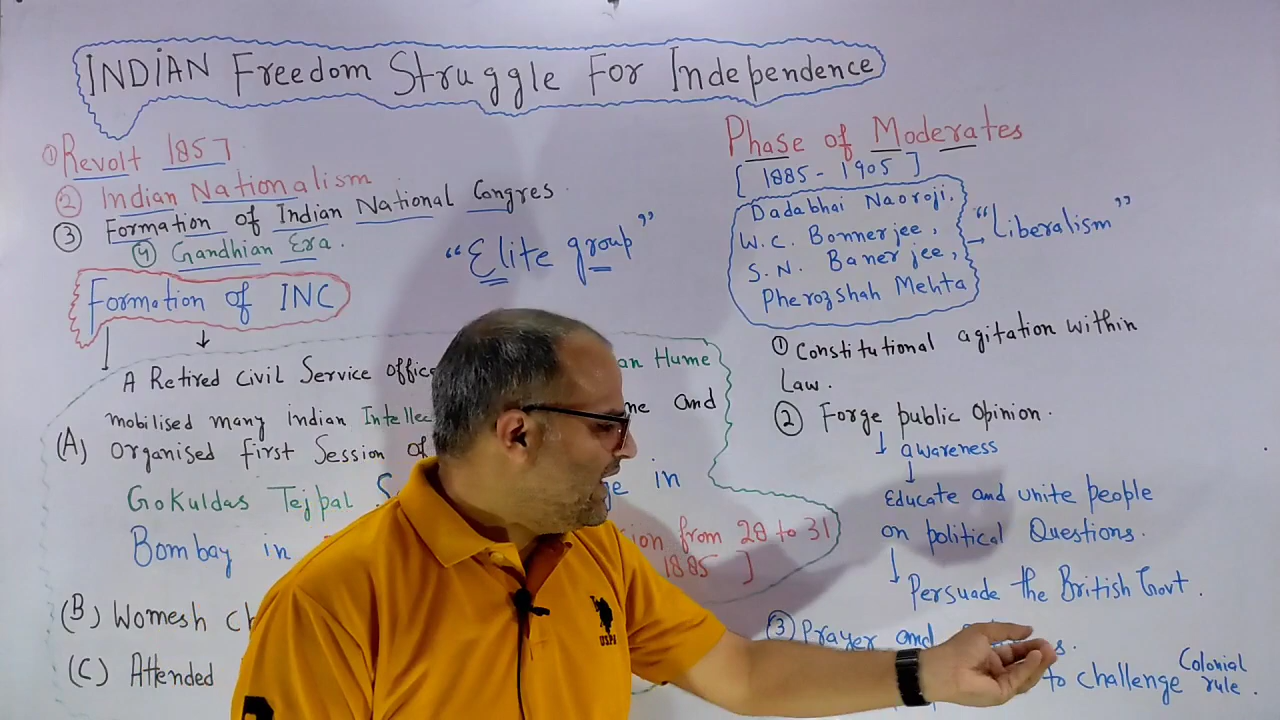 INDIAN Freedom Struggle For Independence
① Revolt 1857
② Indian Nationalism
③ Formation of Indian National Congres
④ Gandhian Era.
"Elite group"
Formation of INC
A Retired Civil Service
an Hume
mobilised many indian
and
(A) organised first Session of
Gokuldas Tejpal
in
Bombay in
from 28 to 31
1885 ]
(B) Womesh
(C) Attended
Phase of Moderates
[ 1885 - 1905 ]
Dadabhai Naoroji,
W.C. Bonnerjee,
S.N. Banerjee,
Pherozshah Mehta
"Liberalism"
① Constitutional agitation within
Law.
② Forge public Opinion.
awareness
Educate and unite people
on political Questions.
Persuade the British Govt.
③ Prayer and
to challenge Colonial
rule.
USPA